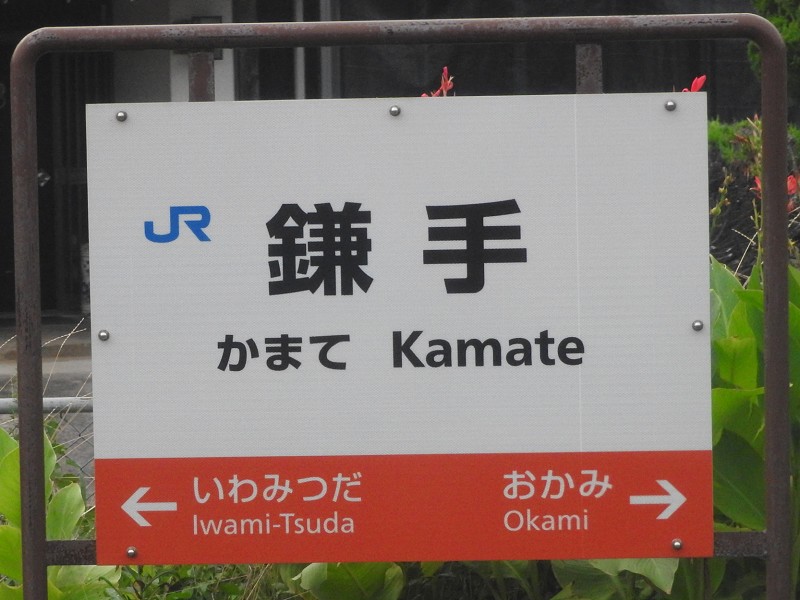 JR 鎌手
かまて Kamate
← いわみつだ おかみ →
Iwami-Tsuda Okami